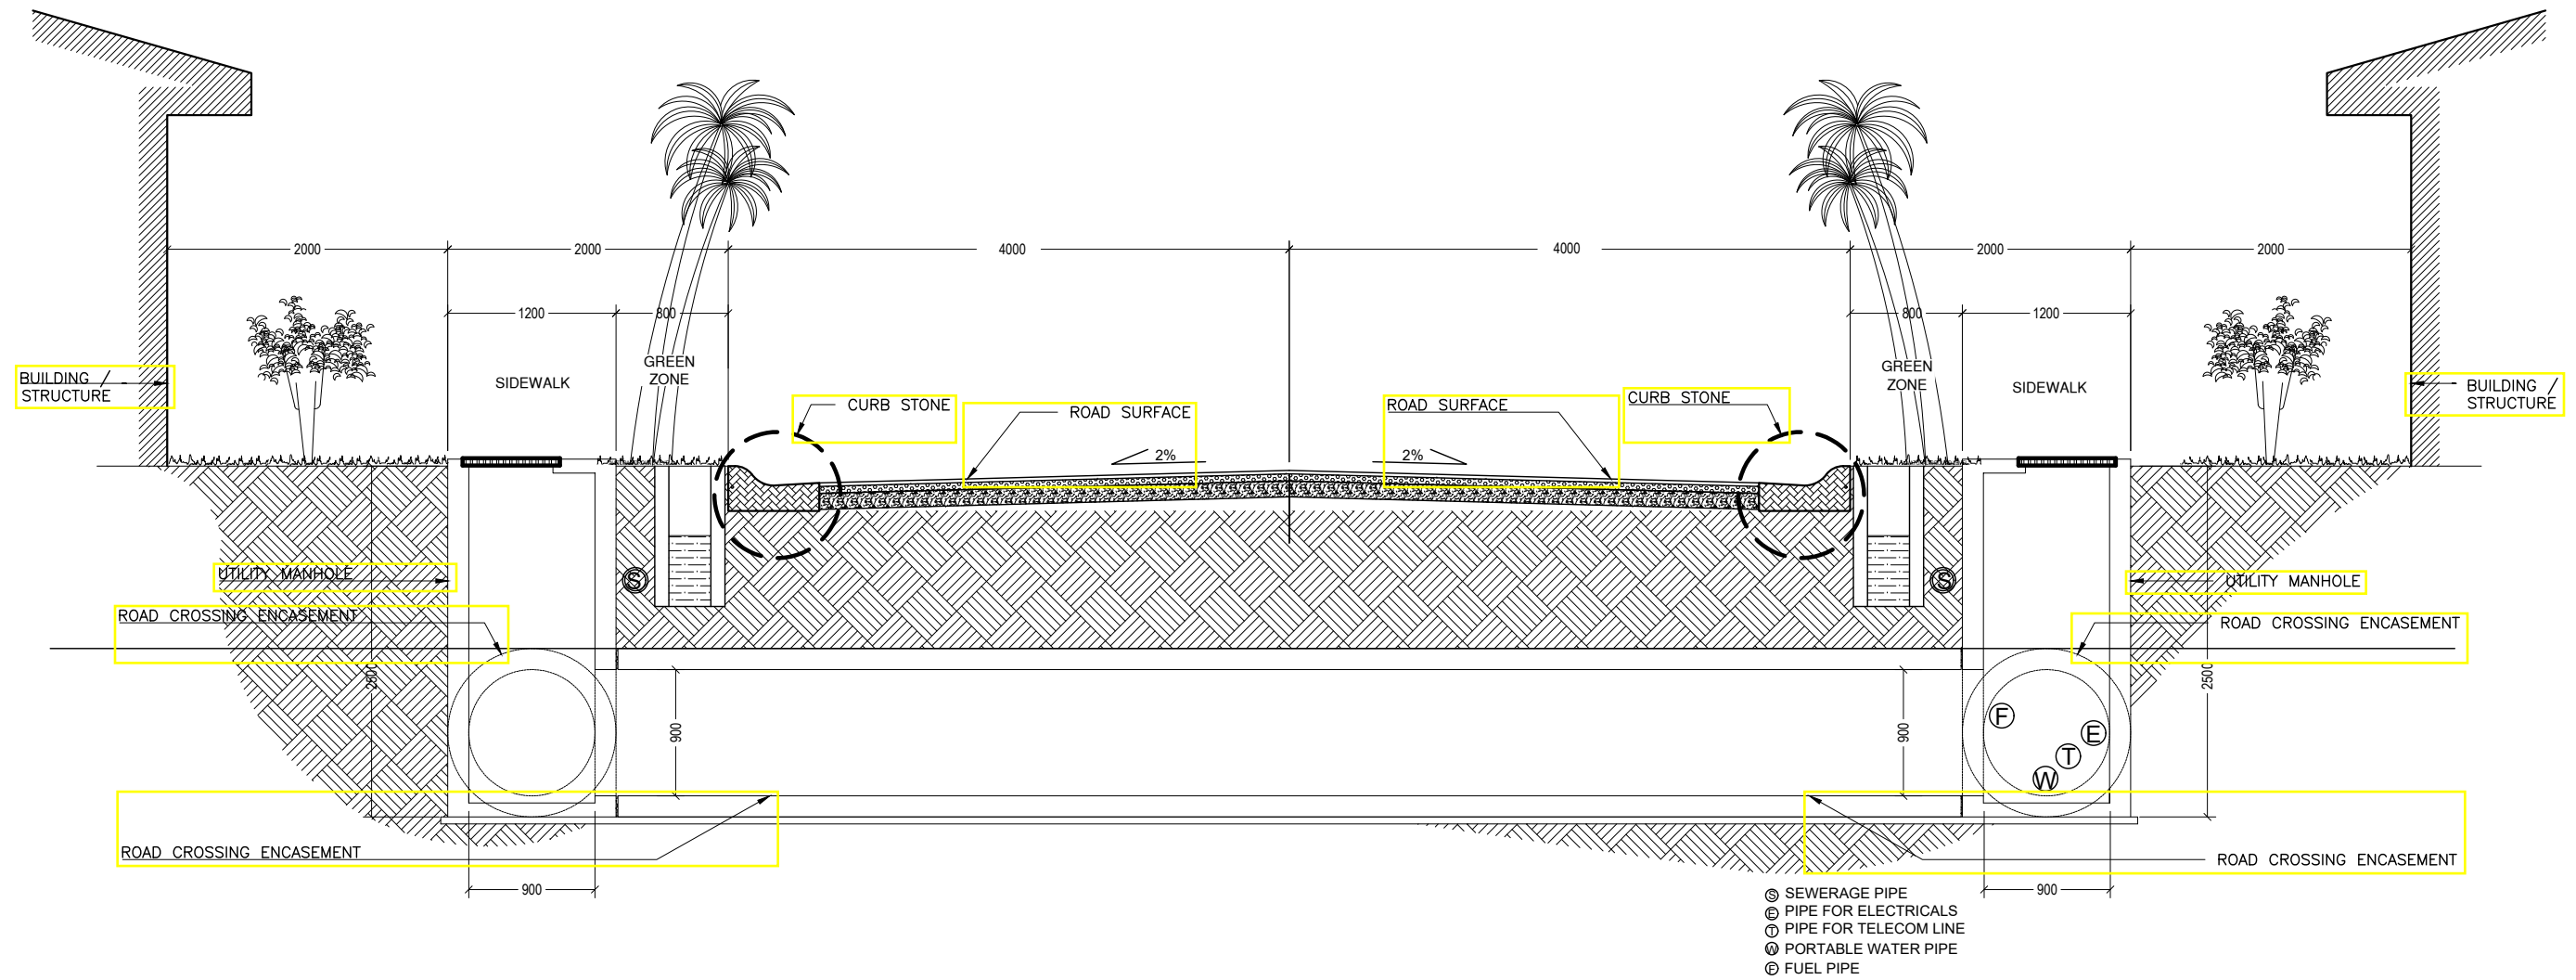 2000
2000
4000
4000
2000
2000
1200
800
800
1200
GREEN
ZONE
GREEN
ZONE
BUILDING /
STRUCTURE
SIDEWALK
CURB STONE
ROAD SURFACE
ROAD SURFACE
CURB STONE
SIDEWALK
BUILDING /
STRUCTURE
2%
2%
UTILITY MANHOLE
S
S
UTILITY MANHOLE
ROAD CROSSING ENCASEMENT
ROAD CROSSING ENCASEMENT
2500
900
900
F
E
T
W
ROAD CROSSING ENCASEMENT
ROAD CROSSING ENCASEMENT
900
900
S SEWERAGE PIPE
E PIPE FOR ELECTRICALS
T PIPE FOR TELECOM LINE
W PORTABLE WATER PIPE
F FUEL PIPE